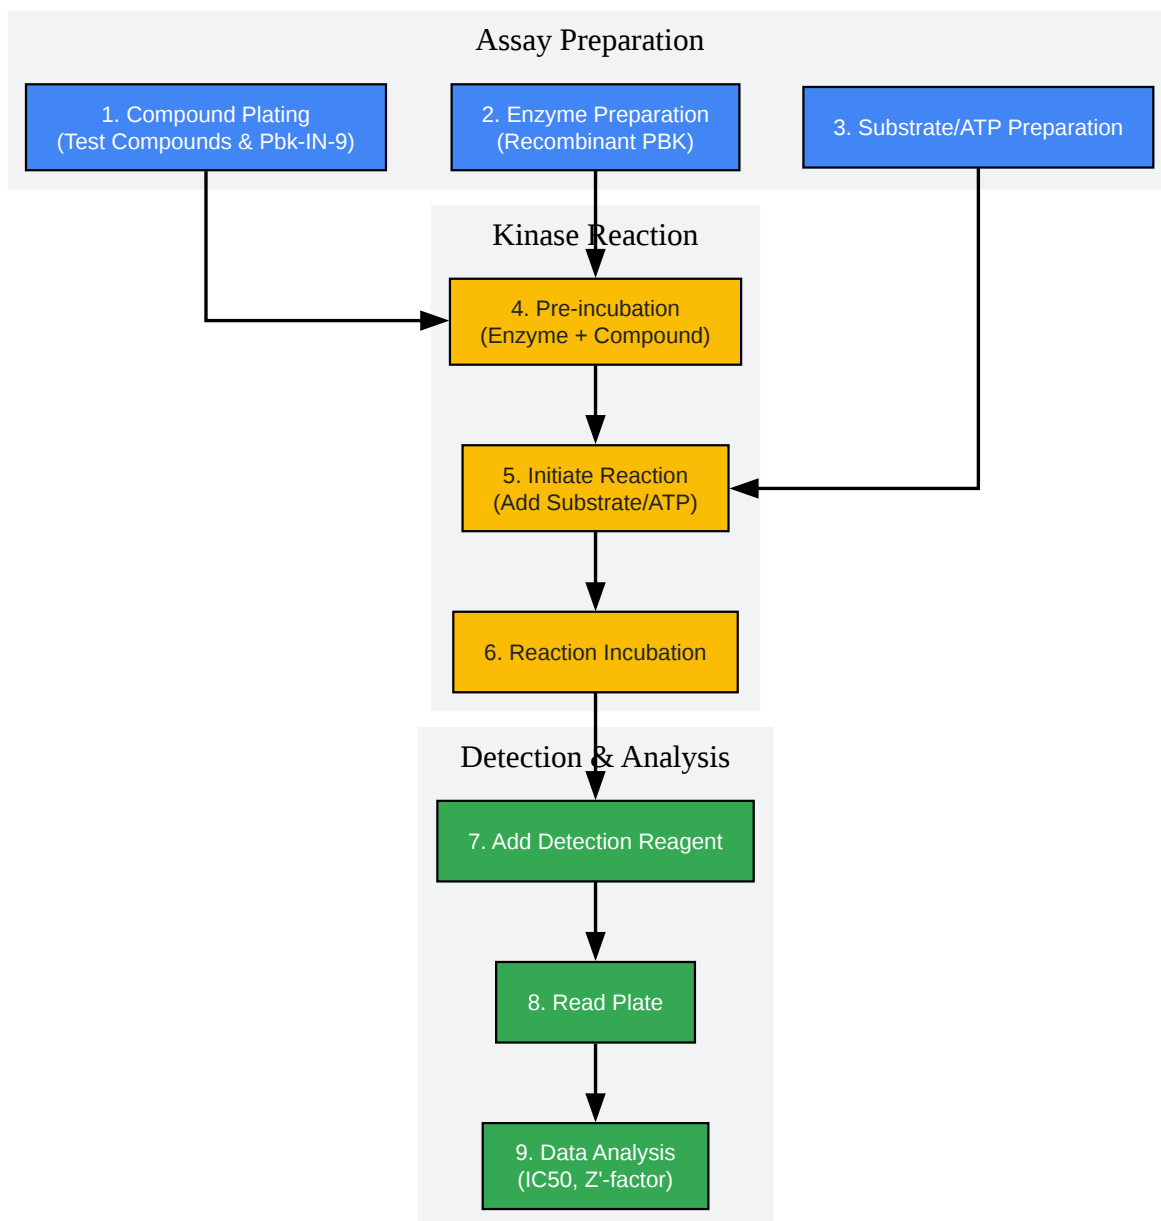 Assay Preparation
1. Compound Plating
(Test Compounds & Pbk-IN-9)
2. Enzyme Preparation
(Recombinant PBK)
3. Substrate/ATP Preparation
Kinase Reaction
4. Pre-incubation
(Enzyme + Compound)
5. Initiate Reaction
(Add Substrate/ATP)
6. Reaction Incubation
Detection & Analysis
7. Add Detection Reagent
8. Read Plate
9. Data Analysis
(IC50, Z'-factor)